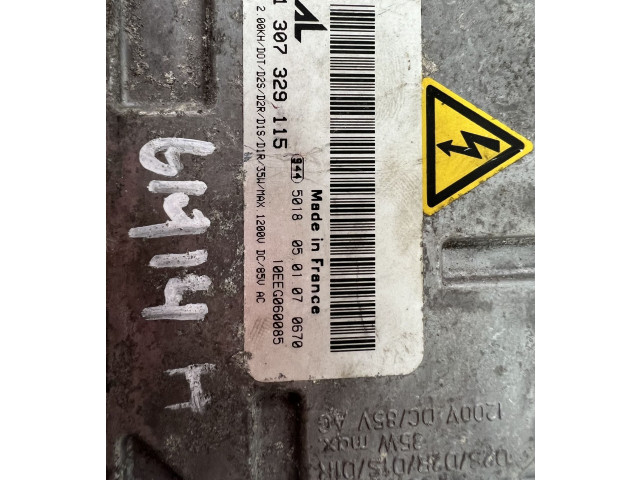 AL
1 307 329 115
2.00KH/DOT/D2S/D2R/D1S/D1R/35W/MAX 1200V DC/85V AC
944 5018 05 01 07 0670
Made in France
10EEG060085
D2S/D2R/D1S/D1R
35W max
1200V DC/85V AC